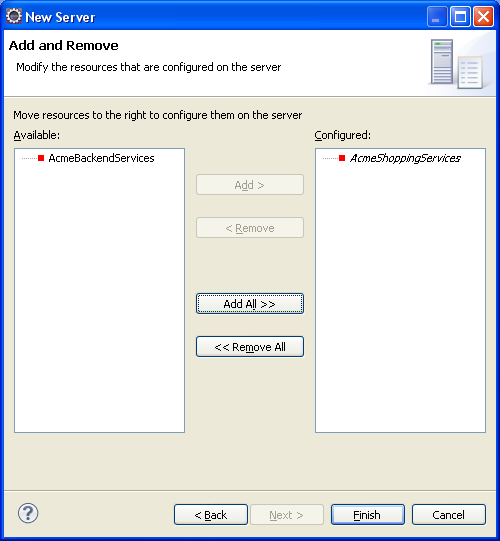 New Server
Add and Remove
Modify the resources that are configured on the server
Move resources to the right to configure them on the server
Available:
Configured:
AcmeBackendServices
AcmeShoppingServices
Add >
< Remove
Add All >>
<< Remove All
?
< Back
Next >
Finish
Cancel